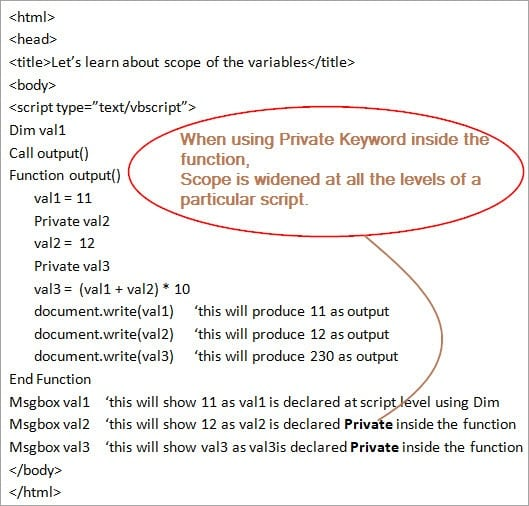 <html>
<head>
<title>Let’s learn about scope of the variables</title>
<body>
<script type=”text/vbscript”>
Dim val1
Call output()
Function output()
val1 = 11
Private val2
val2 =  12
Private val3
val3 =  (val1 + val2) * 10
document.write(val1)     ‘this will produce 11 as output
document.write(val2)     ‘this will produce 12 as output
document.write(val3)     ‘this will produce 230 as output
End Function
Msgbox val1    ‘this will show 11 as val1 is declared at script level using Dim
Msgbox val2    ‘this will show 12 as val2 is declared Private inside the function
Msgbox val3    ‘this will show val3 as val3is declared Private inside the function
</body>
</html>
When using Private Keyword inside the
function,
Scope is widened at all the levels of a
particular script.